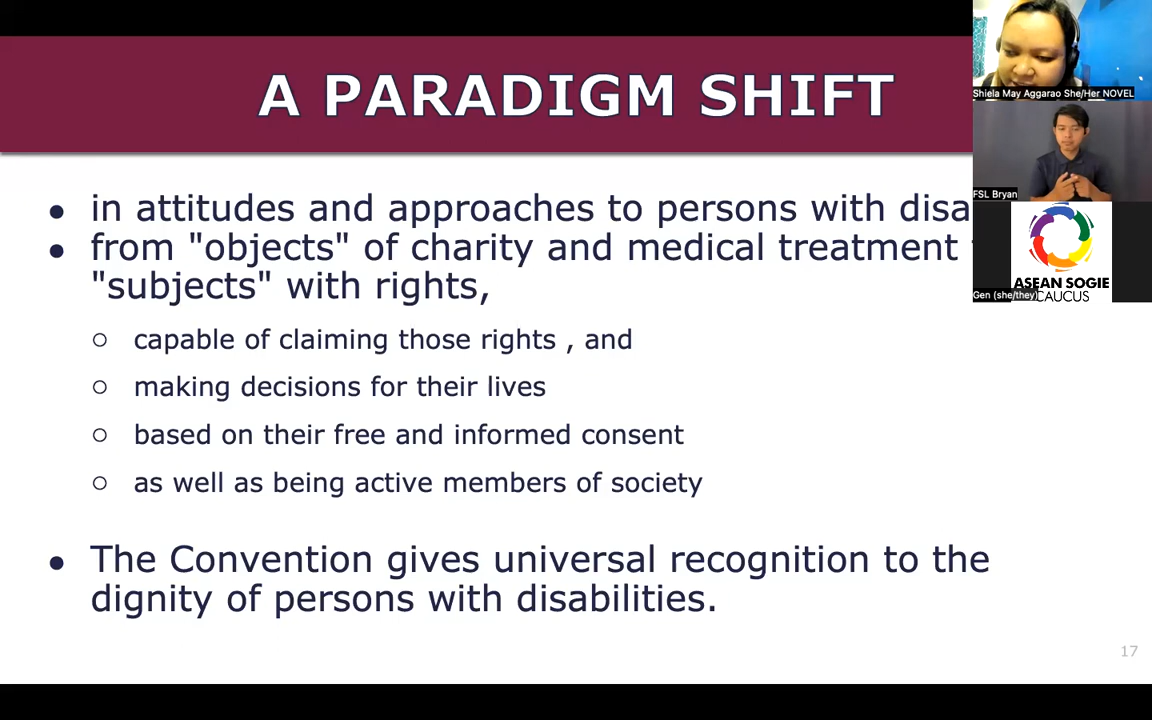 A PARADIGM SHIFT
● in attitudes and approaches to persons with
● from "objects" of charity and medical treatment
"subjects" with rights,
○ capable of claiming those rights , and
○ making decisions for their lives
○ based on their free and informed consent
○ as well as being active members of society
● The Convention gives universal recognition to the
dignity of persons with disabilities.
17
Shiela May Aggarao She/Her NOVEL
FSL Bryan
ASEAN SOGIE
CAUCUS
Gen (she/they)